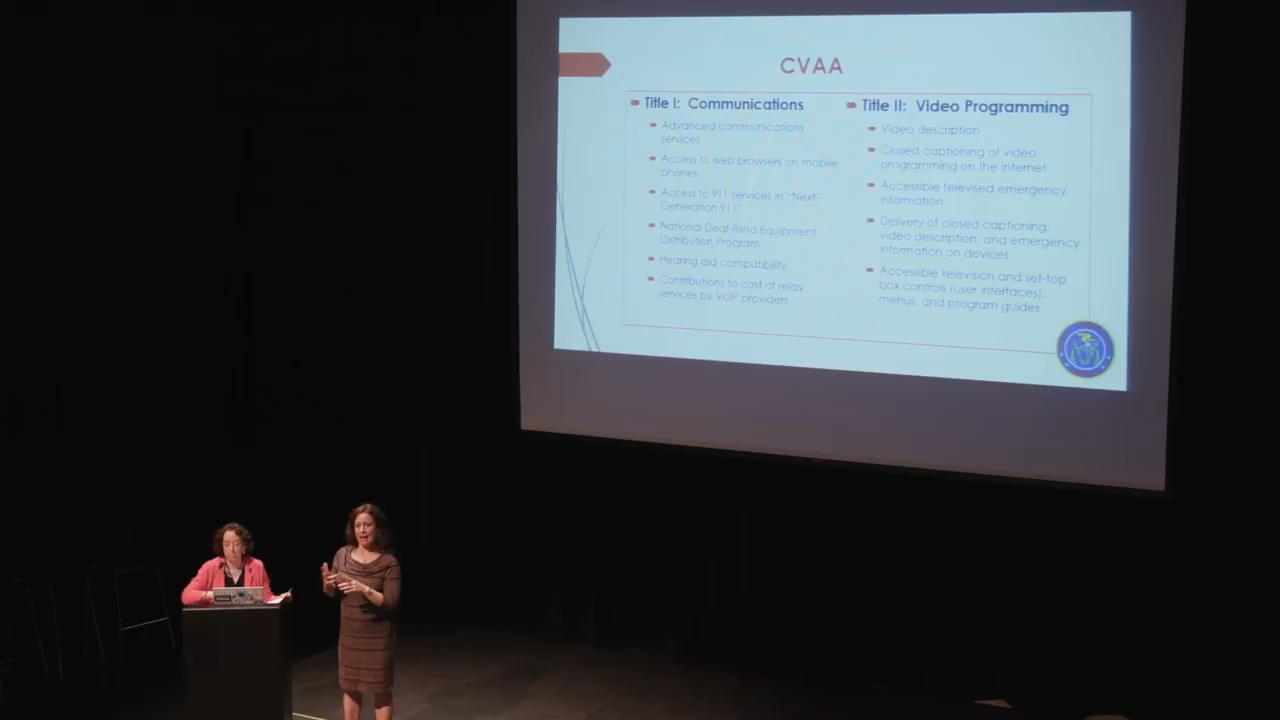 CVAA
Title I: Communications
Advanced communications
services
Access to web browsers on mobile
phones
Access to 911 services in "Next
Generation 911"
National Deaf-Blind Equipment
Distribution Program
Hearing aid compatibility
Contributions to cost of relay
services by VoIP providers
Title II: Video Programming
Video description
Closed captioning of video
programming on the internet
Accessible televised emergency
information
Delivery of closed captioning,
video description, and emergency
information on devices
Accessible television and set-top
box controls (user interfaces),
menus, and program guides